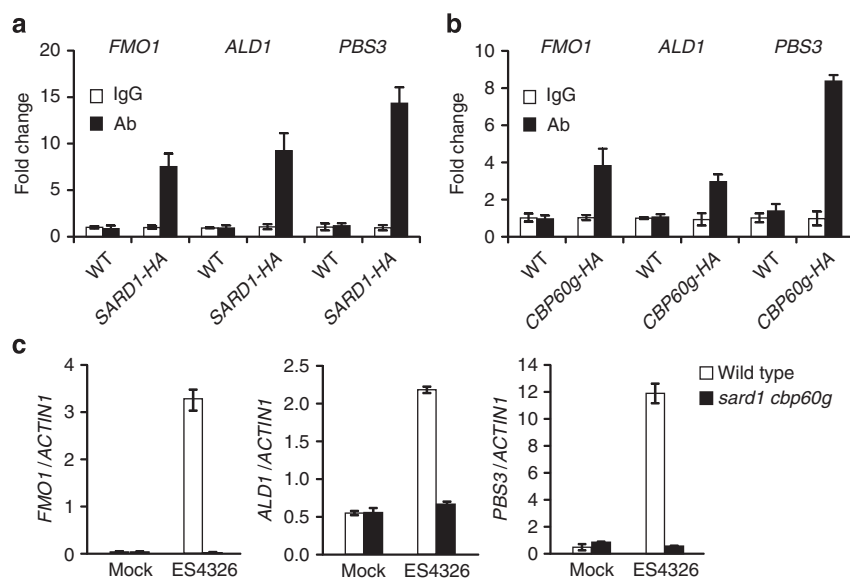 a
FMO1 ALD1 PBS3
20
15
10
5
0
Fold change
IgG
Ab
WT SARD1-HA WT SARD1-HA WT SARD1-HA
b
FMO1 ALD1 PBS3
10
8
6
4
2
0
Fold change
IgG
Ab
WT CBP60g-HA WT CBP60g-HA WT CBP60g-HA
c
4
3
2
1
0
FMO1/ACTIN1
Mock ES4326
2.5
2.0
1.5
1.0
0.5
0.0
ALD1/ACTIN1
Mock ES4326
14
12
10
8
6
4
2
0
PBS3/ACTIN1
Mock ES4326
Wild type
sard1 cbp60g